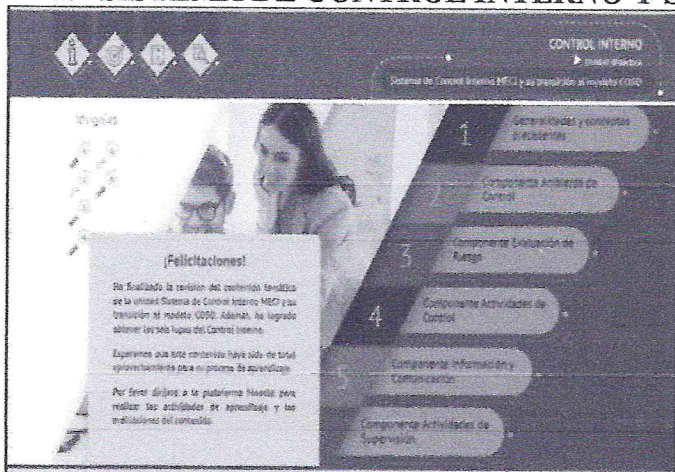 CONTROL INTERNO
Unidad didáctica
Sistema de Control Interno MECI y su transición al modelo COSO
Insignias
1
Generalidades y conceptos
precedentes
2
Componente Ambiente de
Control
3
Componente Evaluación de
Riesgo
4
Componente Actividades de
Control
5
Componente Información y
Comunicación
Componente Actividades de
Supervisión
¡Felicitaciones!
Ha finalizado la revisión del contenido temático
de la unidad Sistema de Control Interno MECI y su
transición al modelo COSO. Además, ha logrado
obtener las seis lupas del Control Interno.
Esperamos que este contenido haya sido de total
aprovechamiento para su proceso de aprendizaje.
Por favor diríjase a la plataforma Moodle para
realizar las actividades de aprendizaje y las
evaluaciones del contenido.